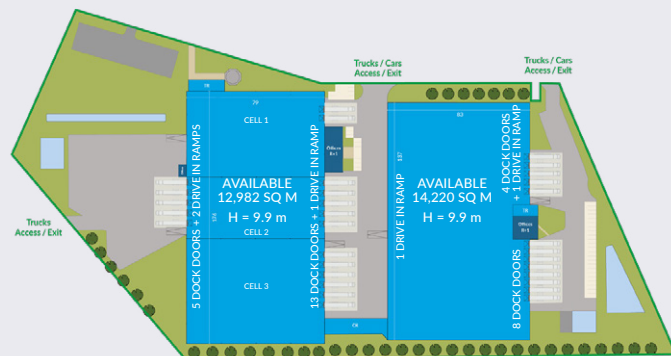 Trucks / Cars
Access / Exit
Trucks / Cars
Access / Exit
Trucks
Access / Exit
5 DOCK DOORS + 2 DRIVE IN RAMPS
CELL 1
AVAILABLE
12,982 SQ M
H = 9.9 m
CELL 2
CELL 3
13 DOCK DOORS + 1 DRIVE IN RAMP
Offices
1 DRIVE IN RAMP
AVAILABLE
14,220 SQ M
H = 9.9 m
4 DOCK DOORS
+ 1 DRIVE IN RAMP
Offices
8 DOCK DOORS